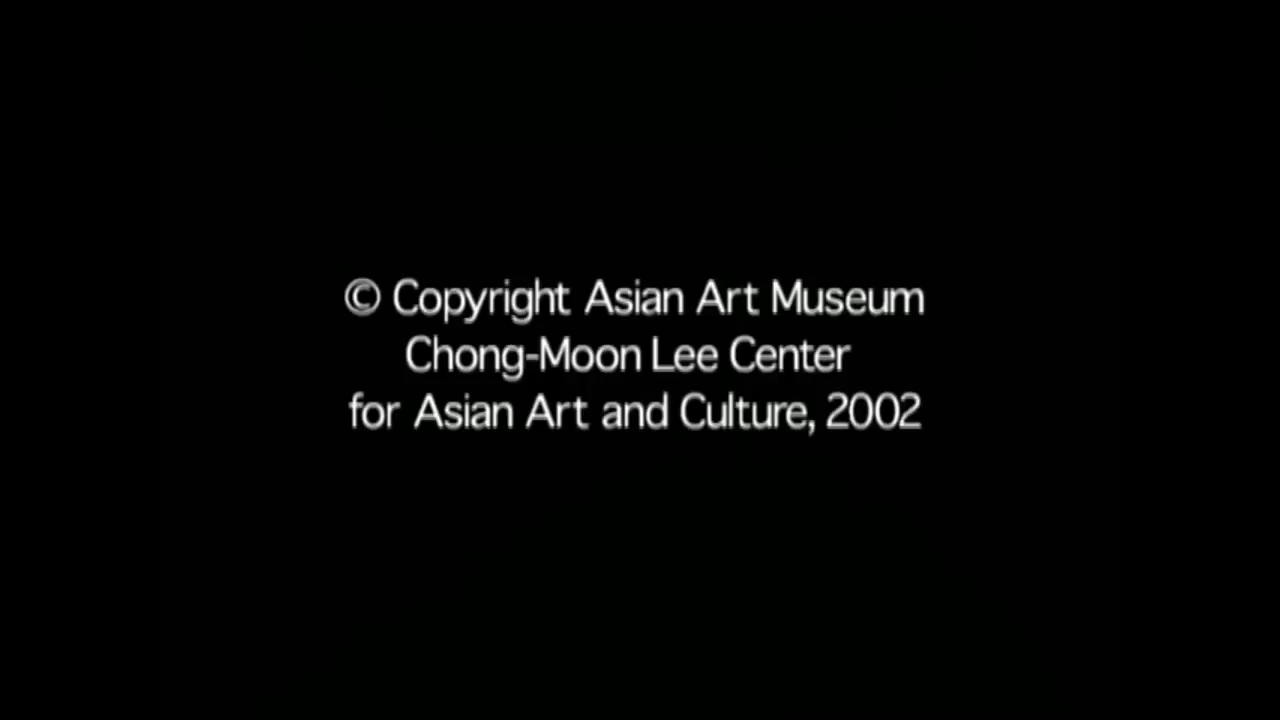 © Copyright Asian Art Museum
Chong-Moon Lee Center
for Asian Art and Culture, 2002